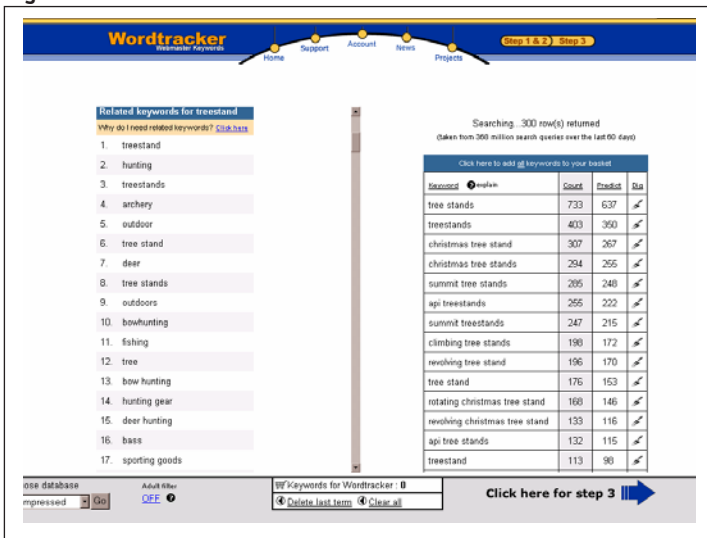 Wordtracker
Webmaster Keywords
Home
Support
Account
News
Projects
Step 1 & 2
Step 3
Related keywords for treestand
Why do I need related keywords? Click here
1. treestand
2. hunting
3. treestands
4. archery
5. outdoor
6. tree stand
7. deer
8. tree stands
9. outdoors
10. bowhunting
11. fishing
12. tree
13. bow hunting
14. hunting gear
15. deer hunting
16. bass
17. sporting goods
Searching...300 row(s) returned
(taken from 368 million search queries over the last 60 days)
Click here to add all keywords to your basket
Keyword ?explain Count Predict Dig
tree stands 733 637
treestands 403 350
christmas tree stand 307 267
christmas tree stands 294 255
summit tree stands 285 248
api treestands 255 222
summit treestands 247 215
climbing tree stands 198 172
revolving tree stand 196 170
tree stand 176 153
rotating christmas tree stand 168 146
revolving christmas tree stand 133 116
api tree stands 132 115
treestand 113 98
ose database
mpressed Go
Adult filter
OFF ?
Keywords for Wordtracker : 0
Delete last term Clear all
Click here for step 3